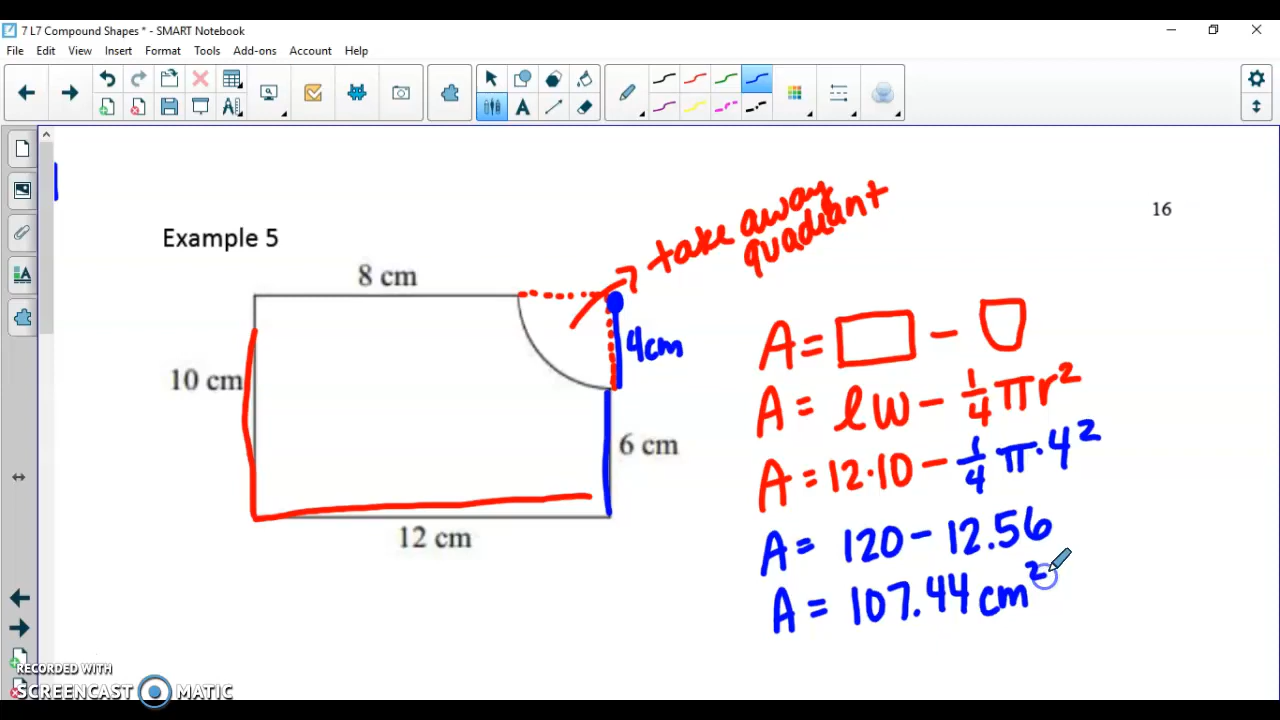 7 L7 Compound Shapes * - SMART Notebook
File Edit View Insert Format Tools Add-ons Account Help
16
take away
quadrant
Example 5
8 cm
10 cm
4cm
6 cm
12 cm
A = ▭ −
A = lw − 1/4 πr²
A = 12·10 − 1/4 π·4²
A = 120 − 12.56
A = 107.44 cm²
RECORDED WITH
SCREENCAST MATIC